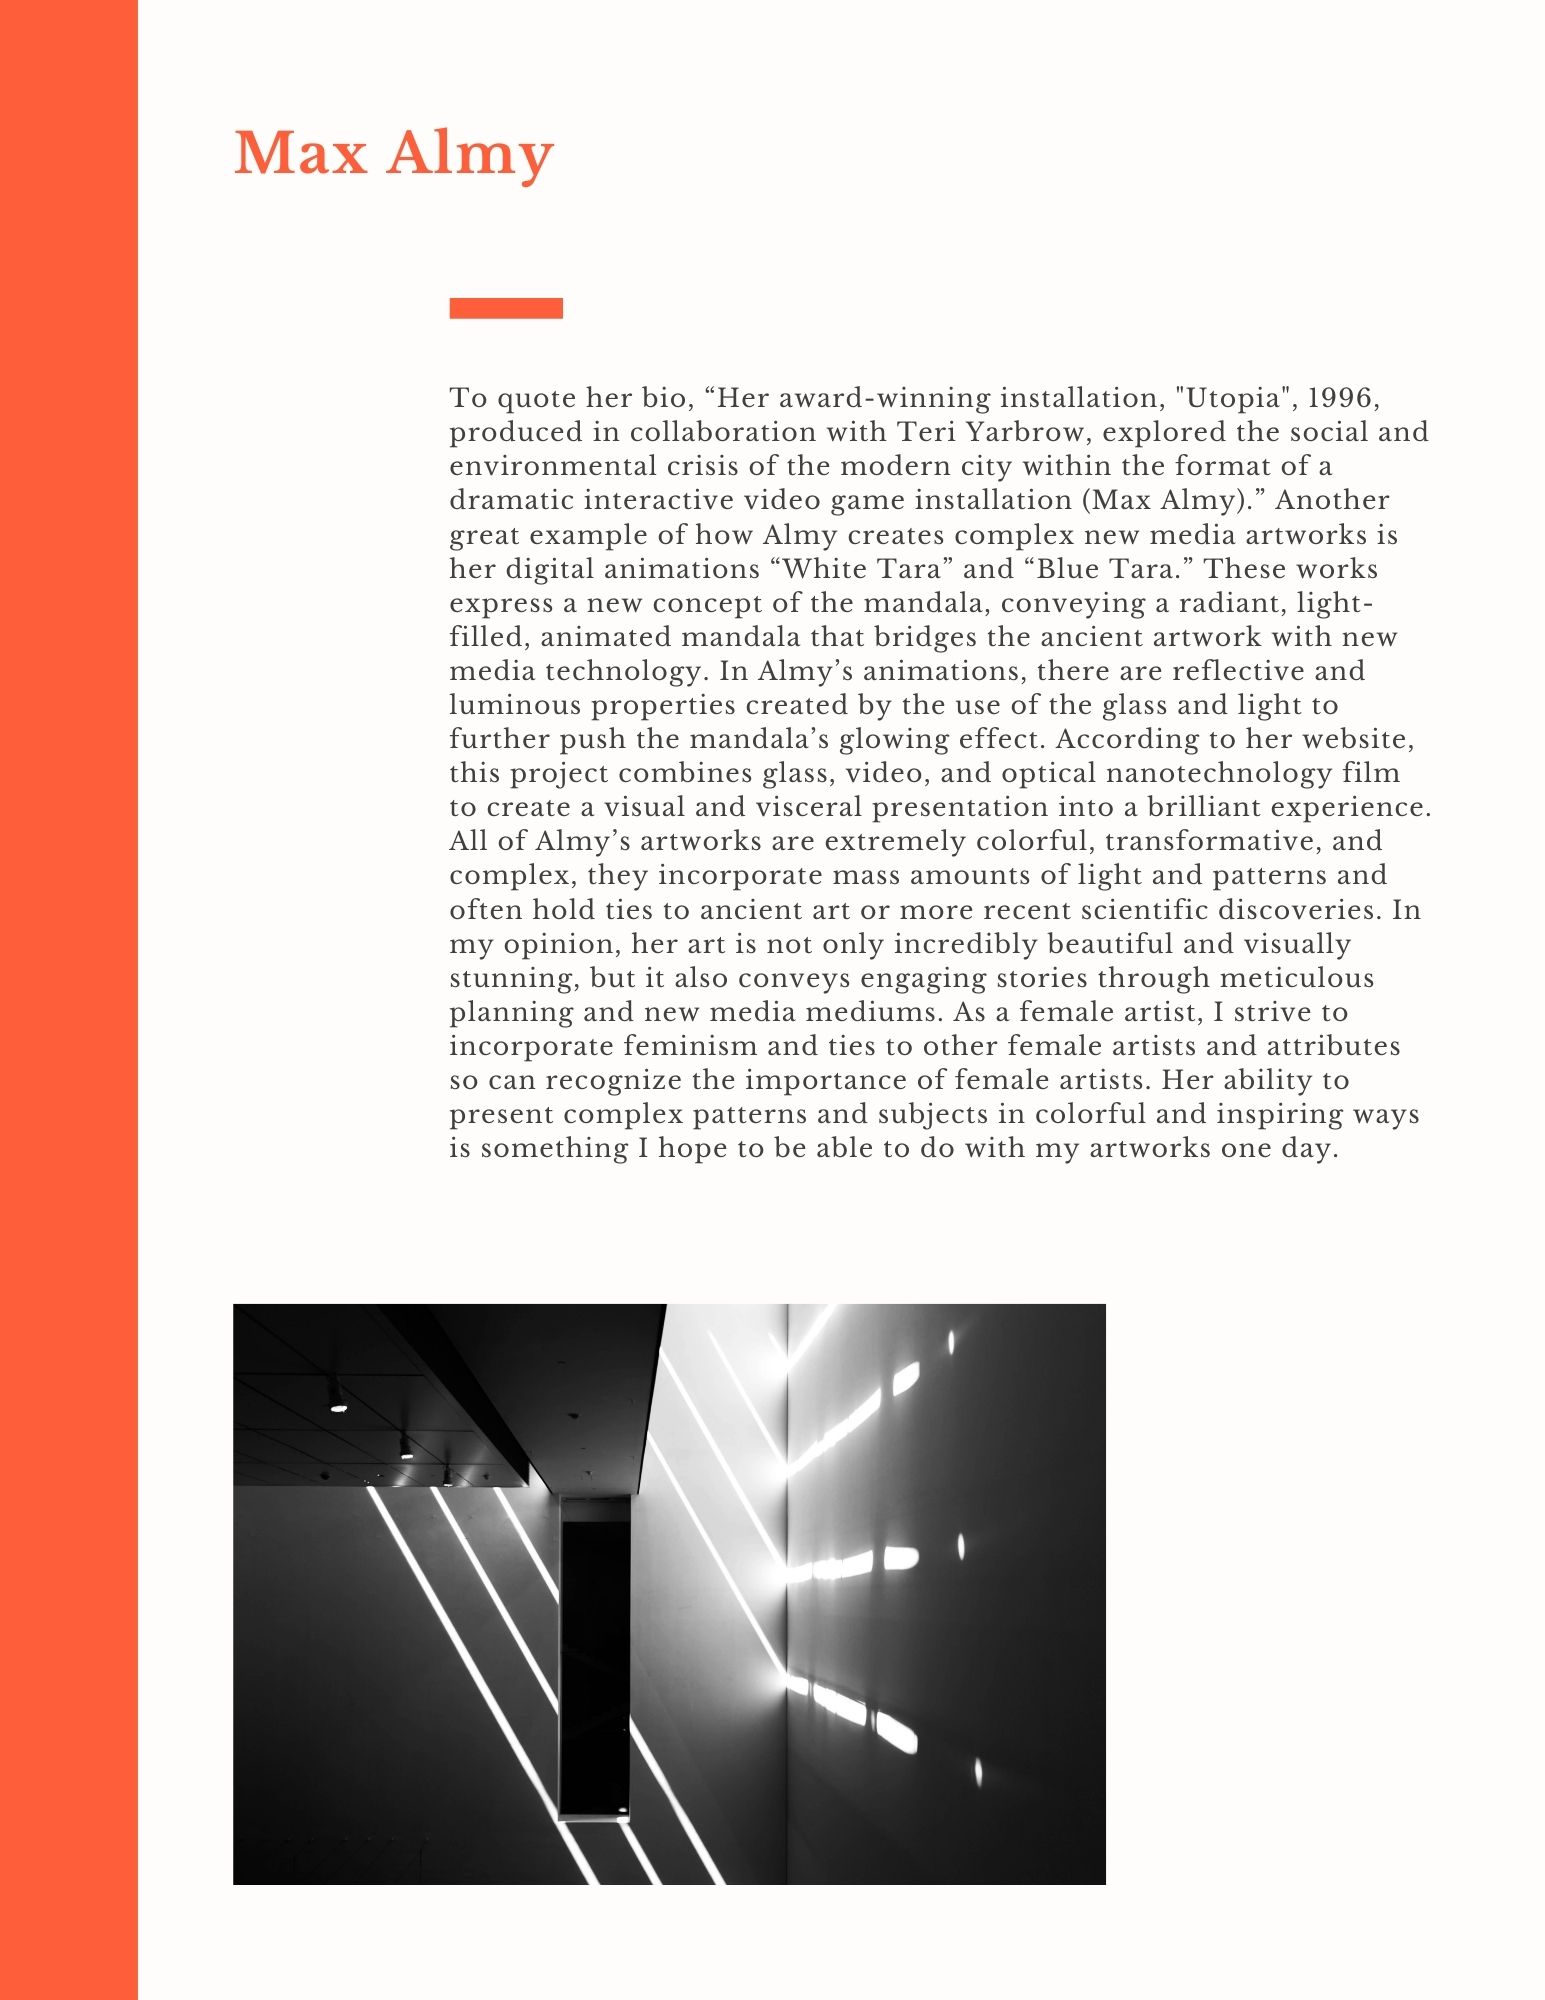 Max Almy
To quote her bio, “Her award-winning installation, "Utopia", 1996,
produced in collaboration with Teri Yarbrow, explored the social and
environmental crisis of the modern city within the format of a
dramatic interactive video game installation (Max Almy).” Another
great example of how Almy creates complex new media artworks is
her digital animations “White Tara” and “Blue Tara.” These works
express a new concept of the mandala, conveying a radiant, light-
filled, animated mandala that bridges the ancient artwork with new
media technology. In Almy’s animations, there are reflective and
luminous properties created by the use of the glass and light to
further push the mandala’s glowing effect. According to her website,
this project combines glass, video, and optical nanotechnology film
to create a visual and visceral presentation into a brilliant experience.
All of Almy’s artworks are extremely colorful, transformative, and
complex, they incorporate mass amounts of light and patterns and
often hold ties to ancient art or more recent scientific discoveries. In
my opinion, her art is not only incredibly beautiful and visually
stunning, but it also conveys engaging stories through meticulous
planning and new media mediums. As a female artist, I strive to
incorporate feminism and ties to other female artists and attributes
so can recognize the importance of female artists. Her ability to
present complex patterns and subjects in colorful and inspiring ways
is something I hope to be able to do with my artworks one day.